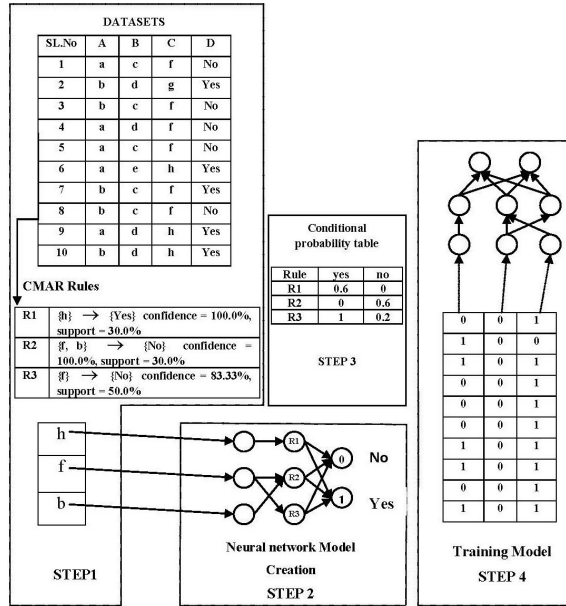 DATASETS
SL.No A B C D
1 a c f No
2 b d g Yes
3 b c f No
4 a d f No
5 a c f No
6 a e h Yes
7 b c f Yes
8 b c f No
9 a d h Yes
10 b d h Yes
CMAR Rules
R1 {h} → {Yes} confidence = 100.0%,
support = 30.0%
R2 {f, b} → {No} confidence =
100.0%, support = 30.0%
R3 {f} → {No} confidence = 83.33%,
support = 50.0%
h
f
b
STEP1
R1
R2
R3
0
1
No
Yes
Neural network Model
Creation
STEP 2
Conditional
probability table
Rule yes no
R1 0.6 0
R2 0 0.6
R3 1 0.2
STEP 3
0 0 1
1 0 0
1 0 1
0 0 1
0 0 1
0 0 1
1 0 1
1 0 1
0 0 1
1 0 1
Training Model
STEP 4